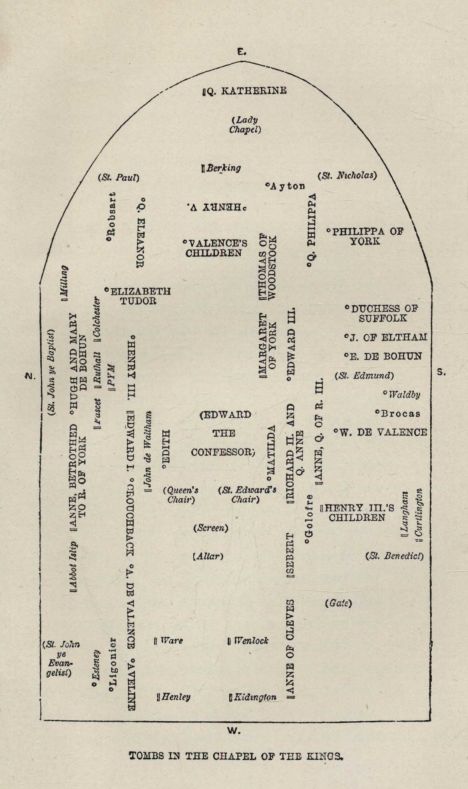 E.
‖Q. KATHERINE
(Lady
Chapel)
‖Berking
(St. Paul)
(St. Nicholas)
°Ayton
°Robsart
°Q. ELEANOR
°HENRY V.
°Q. PHILIPPA
°PHILIPPA OF
YORK
°VALENCE'S
CHILDREN
‖THOMAS OF
WOODSTOCK
‖Milling
°ELIZABETH
TUDOR
‖Colchester
°DUCHESS OF
SUFFOLK
‖MARGARET
OF YORK
°EDWARD III.
°J. OF ELTHAM
°E. DE BOHUN
N.
(St. John ye Baptist)
°HUGH AND MARY
DE BOHUN
‖Ruthall
‖PYM
°HENRY III.
(St. Edmund)
S.
°Waldby
°Brocas
‖Fascet
‖John de Waltham
°EDITH
(EDWARD
THE
CONFESSOR)
°MATILDA
‖RICHARD II. AND
Q. ANNE
‖ANNE, Q. OF R. III.
°W. DE VALENCE
‖ANNE, BETROTHED
TO R. OF YORK
EDWARD I.
(Queen's
Chair)
(St. Edward's
Chair)
°Golofre
‖HENRY III.'S
CHILDREN
‖Langham
‖Curtlington
°CROUCHBACK
(Screen)
(Altar)
‖SEBERT
(St. Benedict)
‖Abbot Islip
°A. DE VALENCE
(Gate)
(St. John
ye
Evan-
gelist)
°Esteney
°Ligonier
°AVELINE
‖Ware
‖Wenlock
‖ANNE OF CLEVES
‖Henley
‖Kidington
W.
TOMBS IN THE CHAPEL OF THE KINGS.